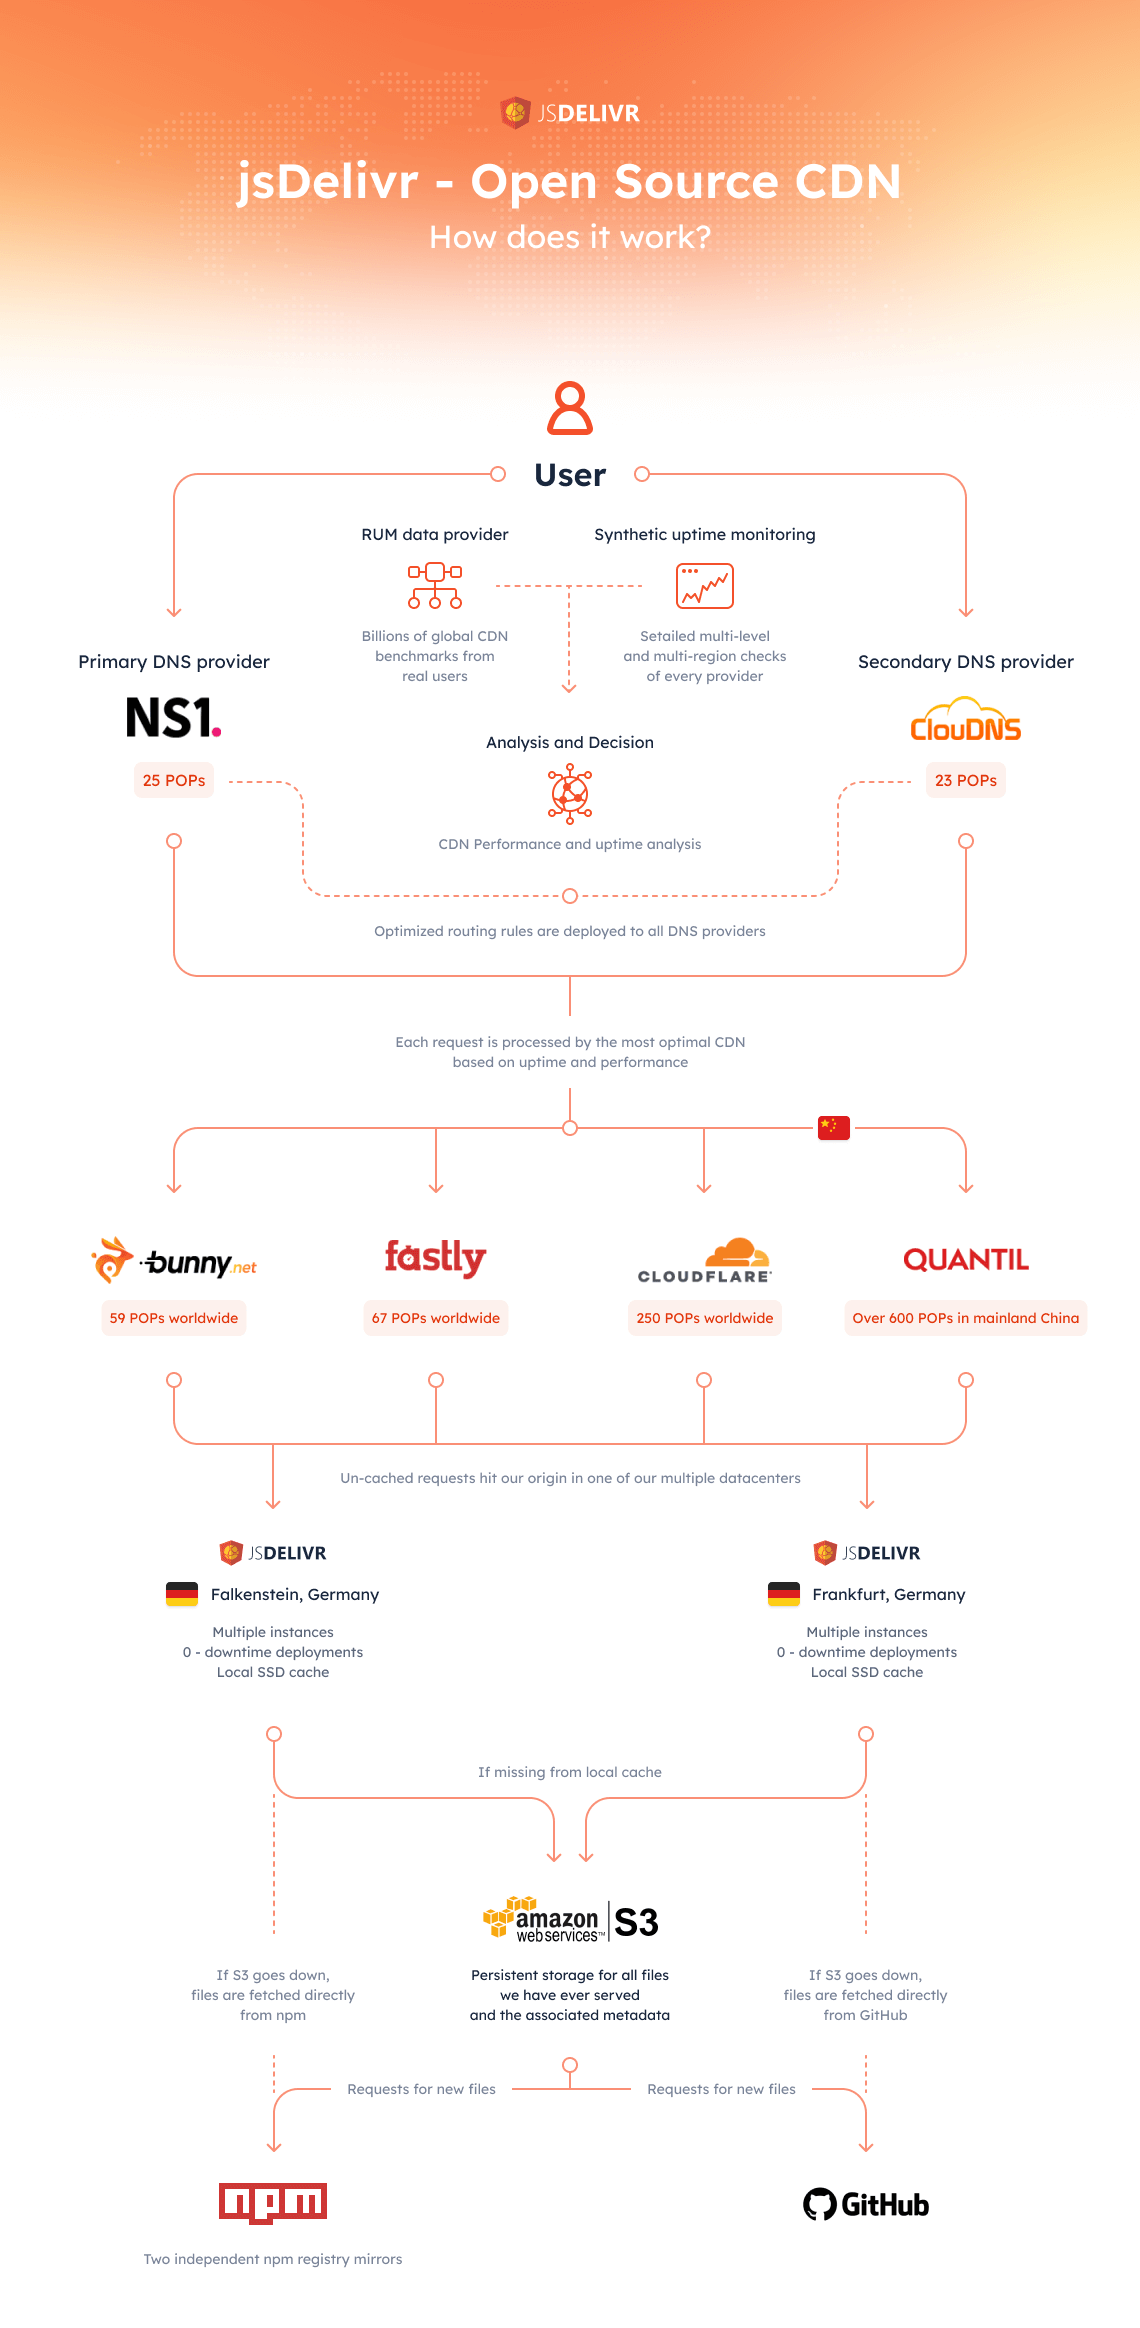 JSDELIVR
jsDelivr - Open Source CDN
How does it work?
User
RUM data provider
Synthetic uptime monitoring
Billions of global CDN
benchmarks from
real users
Setailed multi-level
and multi-region checks
of every provider
Primary DNS provider
NS1.
25 POPs
Secondary DNS provider
ClouDNS
23 POPs
Analysis and Decision
CDN Performance and uptime analysis
Optimized routing rules are deployed to all DNS providers
Each request is processed by the most optimal CDN
based on uptime and performance
bunny.net
fastly
CLOUDFLARE
QUANTIL
59 POPs worldwide
67 POPs worldwide
250 POPs worldwide
Over 600 POPs in mainland China
Un-cached requests hit our origin in one of our multiple datacenters
JSDELIVR
Falkenstein, Germany
Multiple instances
0 - downtime deployments
Local SSD cache
JSDELIVR
Frankfurt, Germany
Multiple instances
0 - downtime deployments
Local SSD cache
If missing from local cache
amazon
web services™
S3
If S3 goes down,
files are fetched directly
from npm
Persistent storage for all files
we have ever served
and the associated metadata
If S3 goes down,
files are fetched directly
from GitHub
Requests for new files
Requests for new files
npm
GitHub
Two independent npm registry mirrors